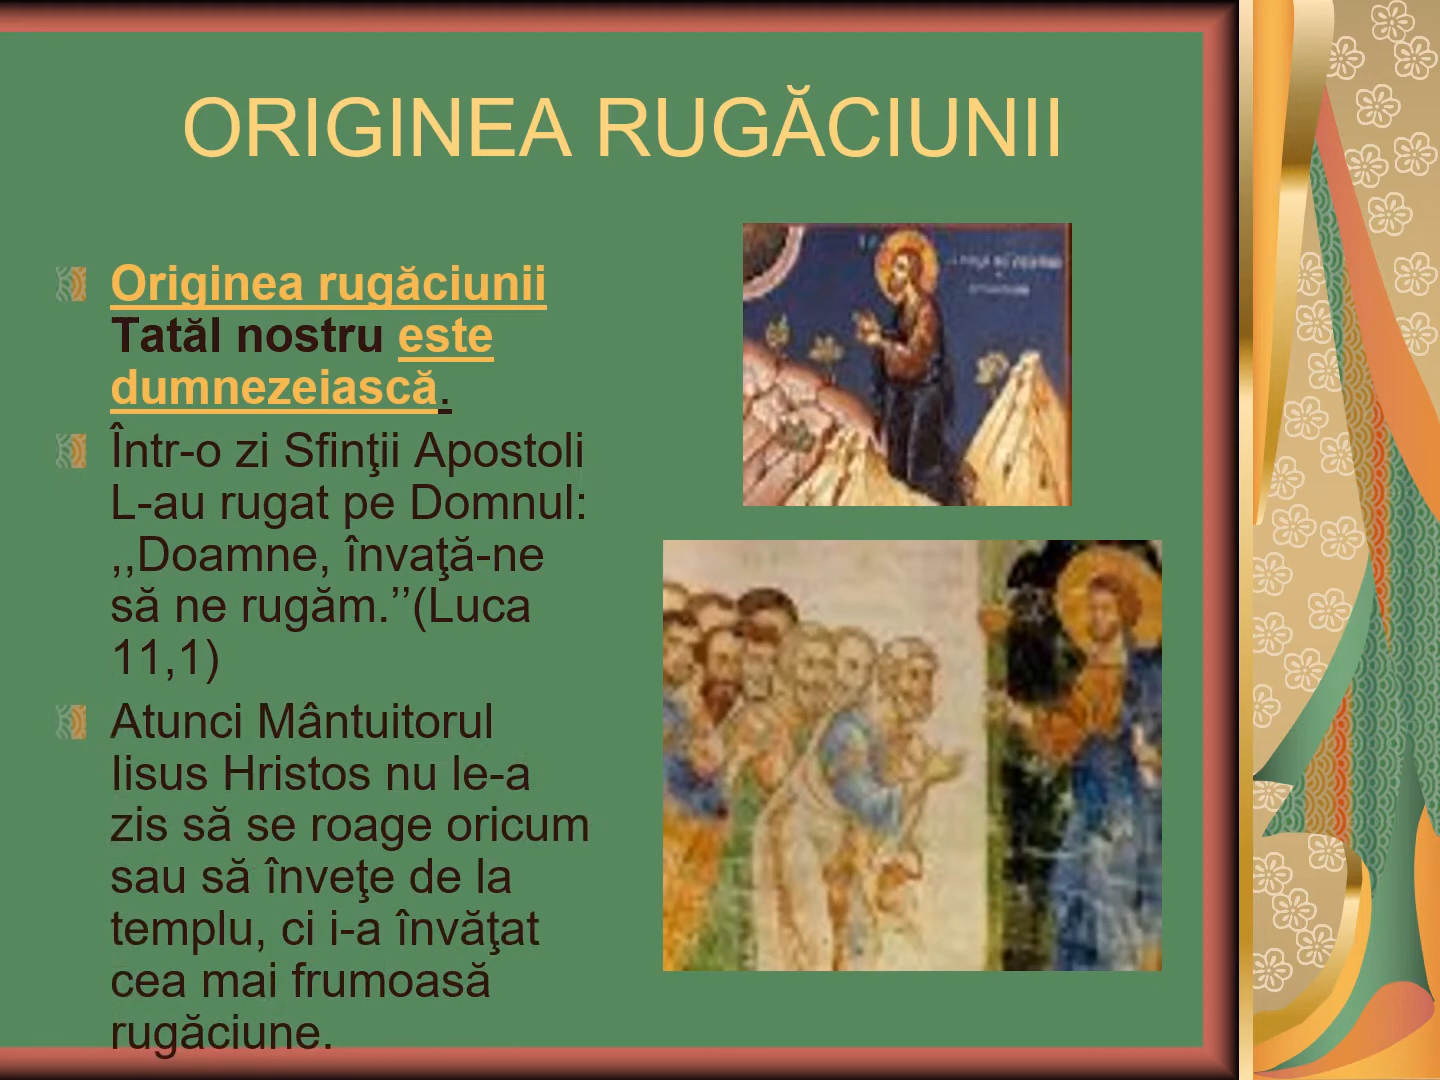 ORIGINEA RUGĂCIUNII
Originea rugăciunii
Tatăl nostru este
dumnezeiască.
Într-o zi Sfinţii Apostoli
L-au rugat pe Domnul:
,,Doamne, învaţă-ne
să ne rugăm.’’(Luca
11,1)
Atunci Mântuitorul
Iisus Hristos nu le-a
zis să se roage oricum
sau să înveţe de la
templu, ci i-a învăţat
cea mai frumoasă
rugăciune.